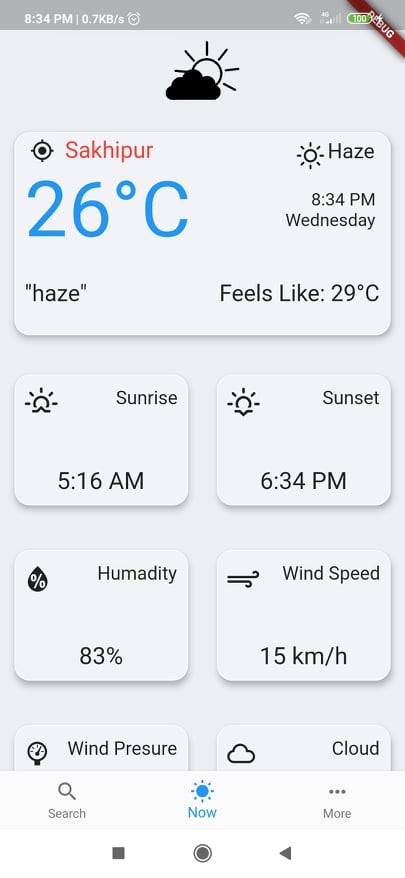 8:34 PM | 0.7KB/s
4G
100
DEBUG
Sakhipur
Haze
26°C
8:34 PM
Wednesday
"haze"
Feels Like: 29°C
Sunrise
Sunset
5:16 AM
6:34 PM
Humadity
Wind Speed
%
83%
15 km/h
Wind Presure
Cloud
Search
Now
More